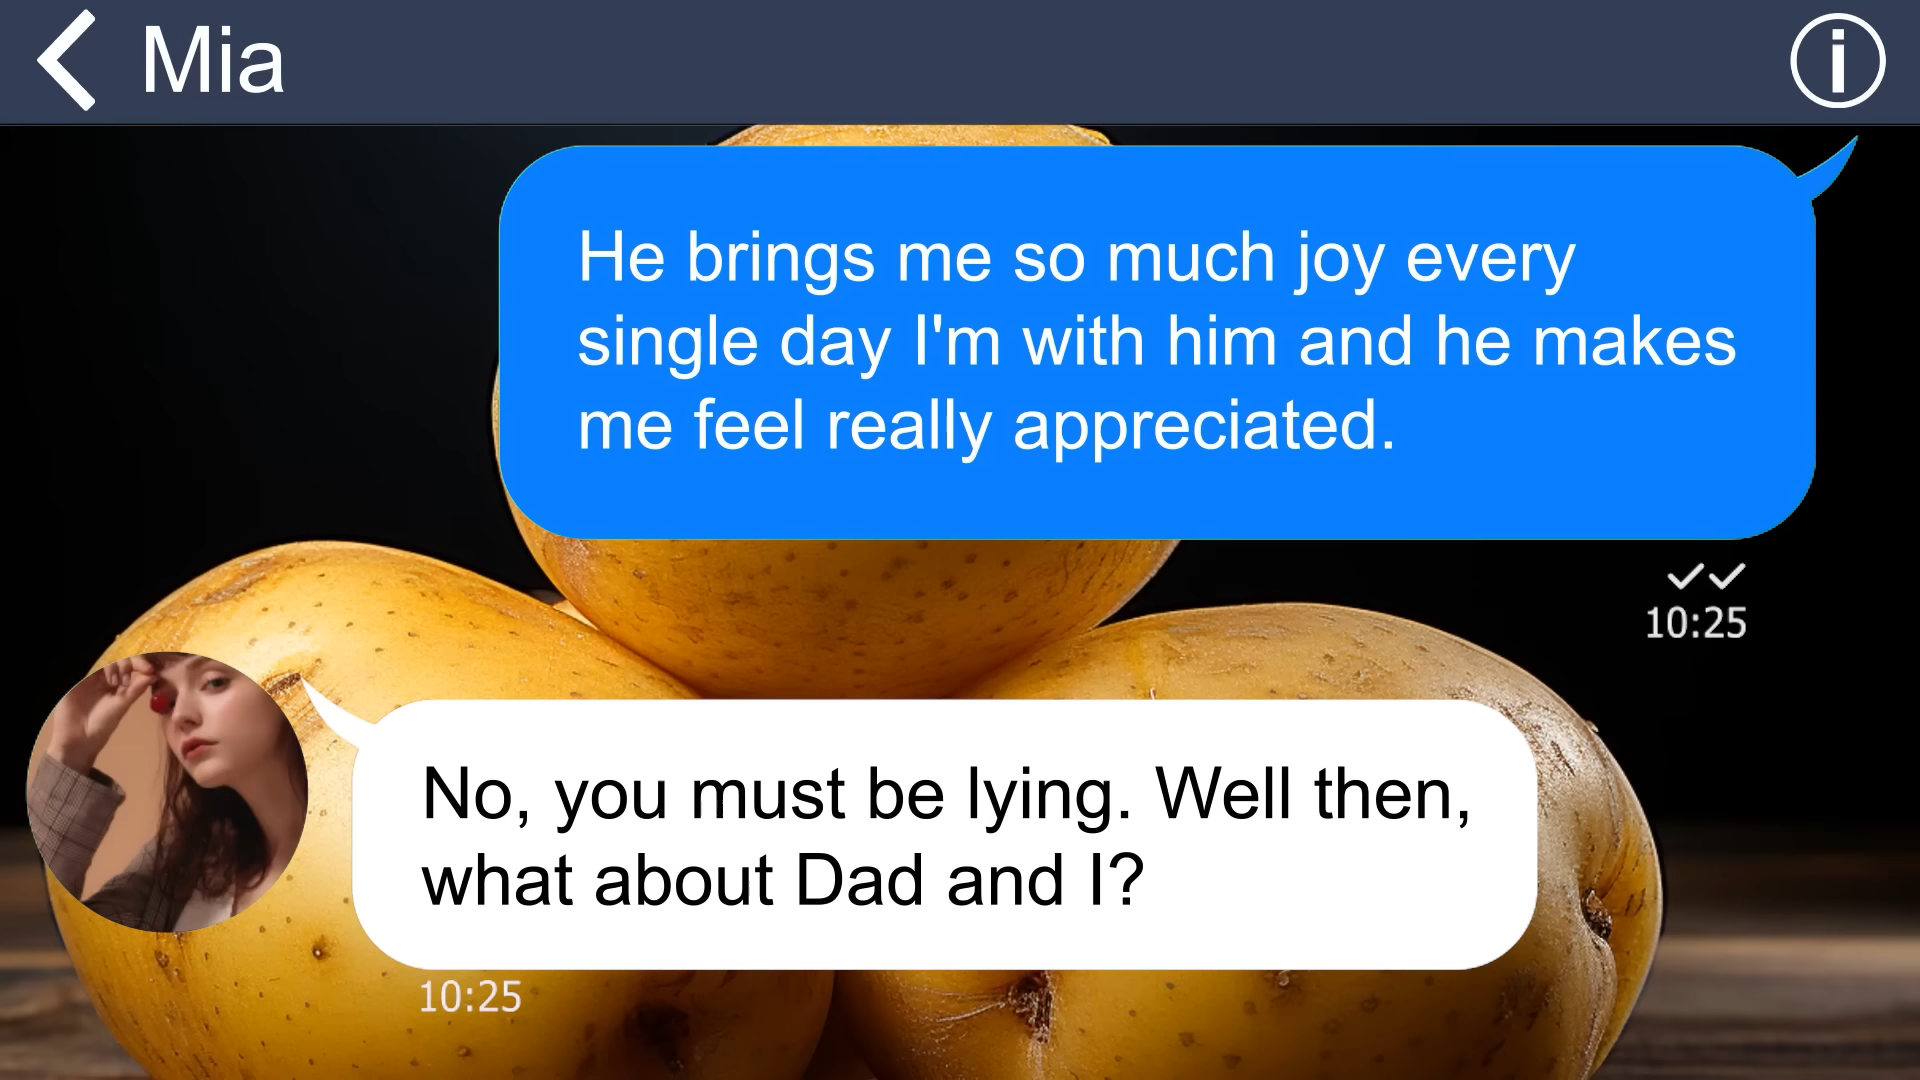 Mia
He brings me so much joy every
single day I'm with him and he makes
me feel really appreciated.
10:25
No, you must be lying. Well then,
what about Dad and I?
10:25